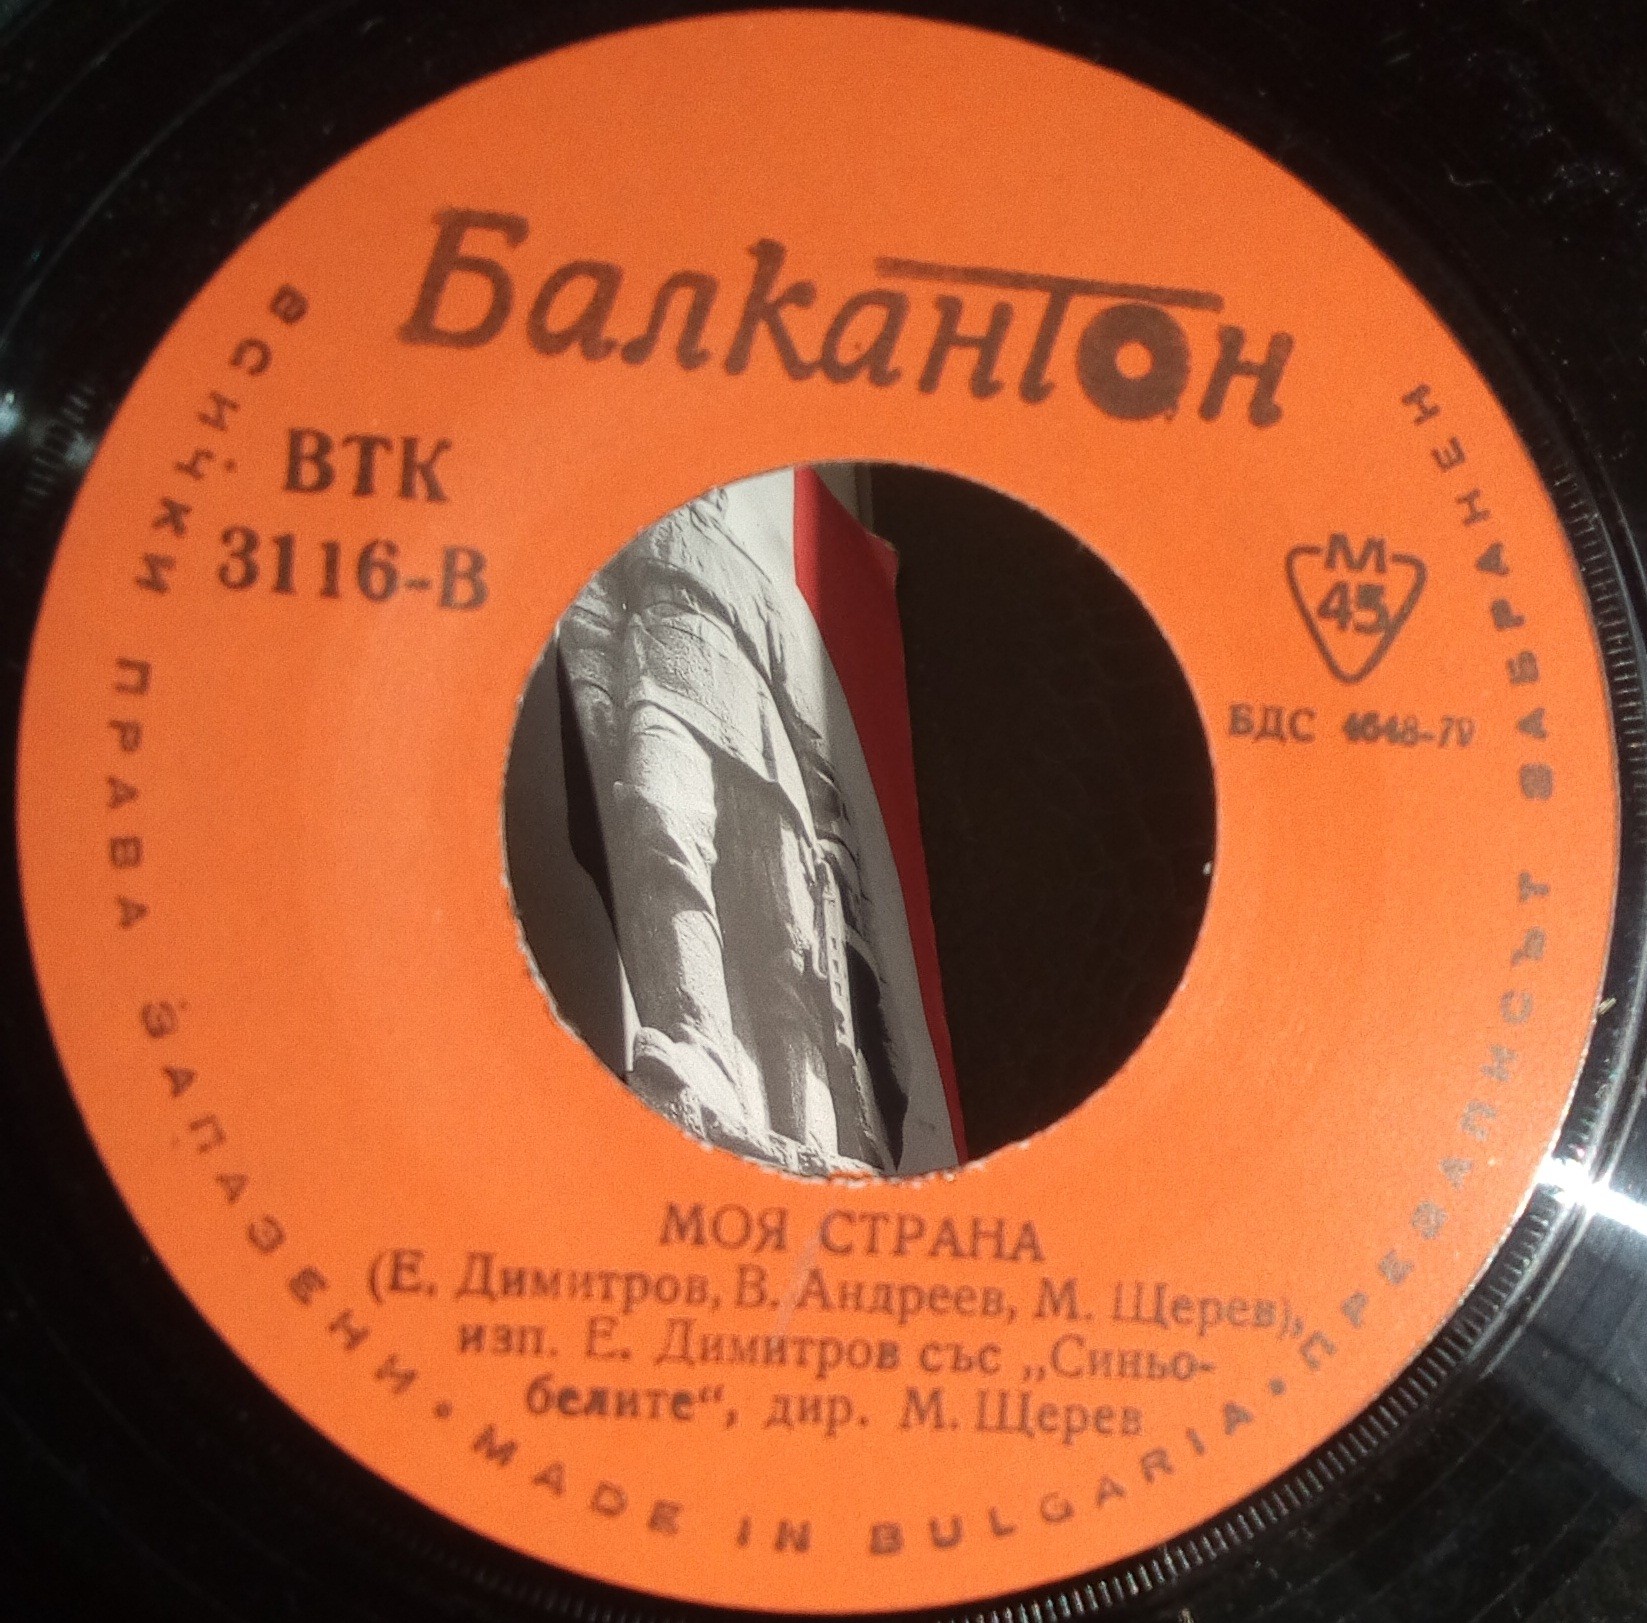 Балкантон
ВТК
3116-В
М
45
БДС 4648-70
МОЯ СТРАНА
(Е. Димитров, В. Андреев, М. Щерев),
изп. Е. Димитров със „Синьо-
белите“, дир. М. Щерев
ВСИЧКИ ПРАВА ЗАПАЗЕНИ • MADE IN BULGARIA • ПРЕЗАПИСЪТ ЗАБРАНЕН